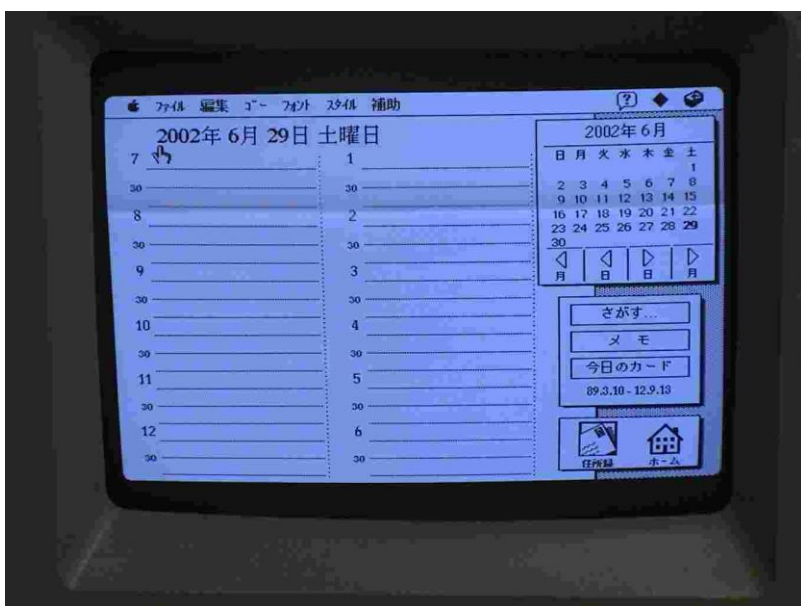 ファイル 編集 ゴー フォント スタイル 補助
2002年 6月 29日 土曜日
7
30
8
30
9
30
10
30
11
30
12
30
1
30
2
30
3
30
4
30
5
30
6
30
2002年 6月
日 月 火 水 木 金 土
1
2 3 4 5 6 7 8
9 10 11 12 13 14 15
16 17 18 19 20 21 22
23 24 25 26 27 28 29
30
月 日 日 月
さがす...
メ モ
今日のカード
89.3.10 - 12.9.13
住所録 ホーム